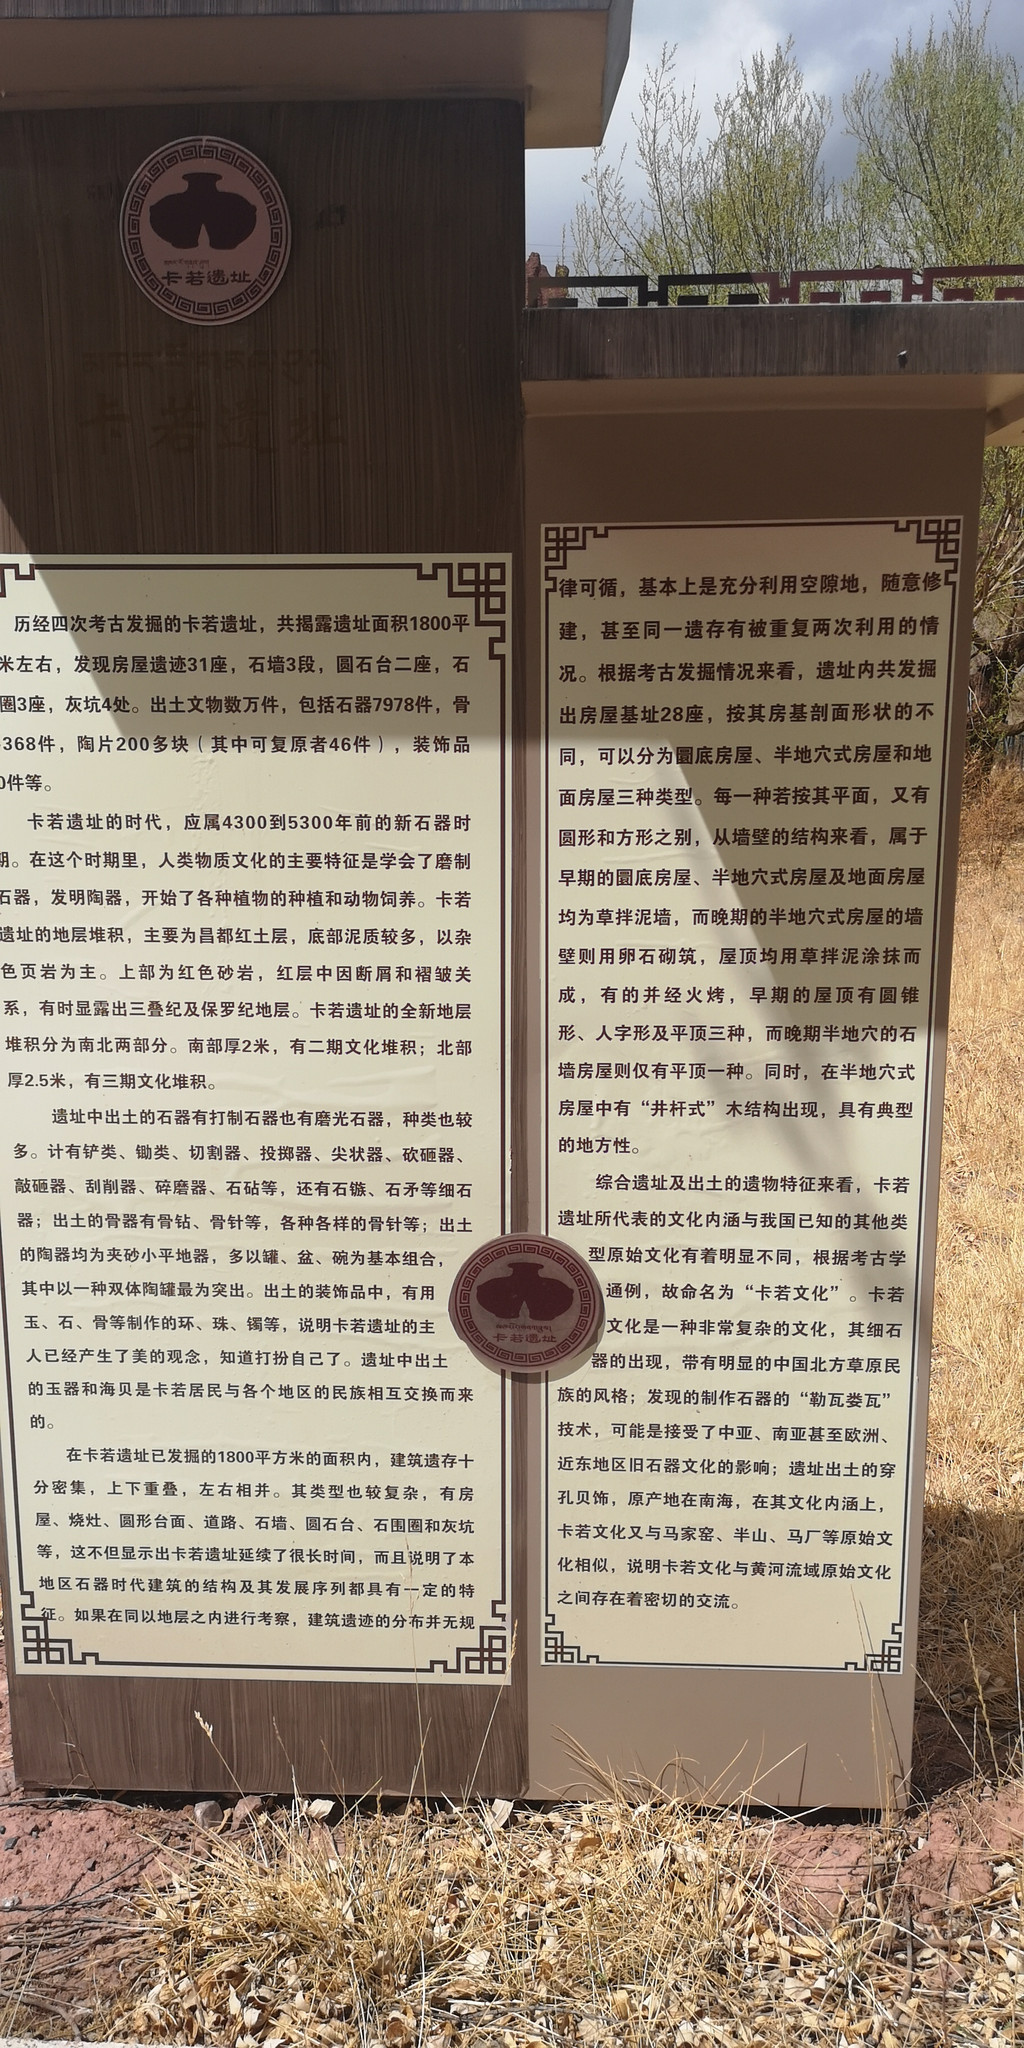 卡若遗址
卡若遗址
历经四次考古发掘的卡若遗址，共揭露遗址面积1800平
米左右，发现房屋遗迹31座，石墙3段，圆石台二座，石
圈3座，灰坑4处。出土文物数万件，包括石器7978件，骨
368件，陶片200多块（其中可复原者46件），装饰品
0件等。
卡若遗址的时代，应属4300到5300年前的新石器时
期。在这个时期里，人类物质文化的主要特征是学会了磨制
石器，发明陶器，开始了各种植物的种植和动物饲养。卡若
遗址的地层堆积，主要为昌都红土层，底部泥质较多，以杂
色页岩为主。上部为红色砂岩，红层中因断屑和褶皱关
系，有时显露出三叠纪及保罗纪地层。卡若遗址的全新地层
堆积分为南北两部分。南部厚2米，有二期文化堆积；北部
厚2.5米，有三期文化堆积。
遗址中出土的石器有打制石器也有磨光石器，种类也较
多。计有铲类、锄类、切割器、投掷器、尖状器、砍砸器、
敲砸器、刮削器、碎磨器、石砧等，还有石镞、石矛等细石
器；出土的骨器有骨钻、骨针等，各种各样的骨针等；出土
的陶器均为夹砂小平地器，多以罐、盆、碗为基本组合，
其中以一种双体陶罐最为突出。出土的装饰品中，有用
玉、石、骨等制作的环、珠、镯等，说明卡若遗址的主
人已经产生了美的观念，知道打扮自己了。遗址中出土
的玉器和海贝是卡若居民与各个地区的民族相互交换而来
的。
在卡若遗址已发掘的1800平方米的面积内，建筑遗存十
分密集，上下重叠，左右相并。其类型也较复杂，有房
屋、烧灶、圆形台面、道路、石墙、圆石台、石围圈和灰坑
等，这不但显示出卡若遗址延续了很长时间，而且说明了本
地区石器时代建筑的结构及其发展序列都具有一定的特
征。如果在同以地层之内进行考察，建筑遗迹的分布并无规
律可循，基本上是充分利用空隙地，随意修
建，甚至同一遗存有被重复两次利用的情
况。根据考古发掘情况来看，遗址内共发掘
出房屋基址28座，按其房基剖面形状的不
同，可以分为圜底房屋、半地穴式房屋和地
面房屋三种类型。每一种若按其平面，又有
圆形和方形之别，从墙壁的结构来看，属于
早期的圜底房屋、半地穴式房屋及地面房屋
均为草拌泥墙，而晚期的半地穴式房屋的墙
壁则用卵石砌筑，屋顶均用草拌泥涂抹而
成，有的并经火烤，早期的屋顶有圆锥
形、人字形及平顶三种，而晚期半地穴的石
墙房屋则仅有平顶一种。同时，在半地穴式
房屋中有“井杆式”木结构出现，具有典型
的地方性。
综合遗址及出土的遗物特征来看，卡若
遗址所代表的文化内涵与我国已知的其他类
型原始文化有着明显不同，根据考古学
通例，故命名为“卡若文化”。卡若
文化是一种非常复杂的文化，其细石
器的出现，带有明显的中国北方草原民
族的风格；发现的制作石器的“勒瓦娄瓦”
技术，可能是接受了中亚、南亚甚至欧洲、
近东地区旧石器文化的影响；遗址出土的穿
孔贝饰，原产地在南海，在其文化内涵上，
卡若文化又与马家窑、半山、马厂等原始文
化相似，说明卡若文化与黄河流域原始文化
之间存在着密切的交流。
卡若遗址